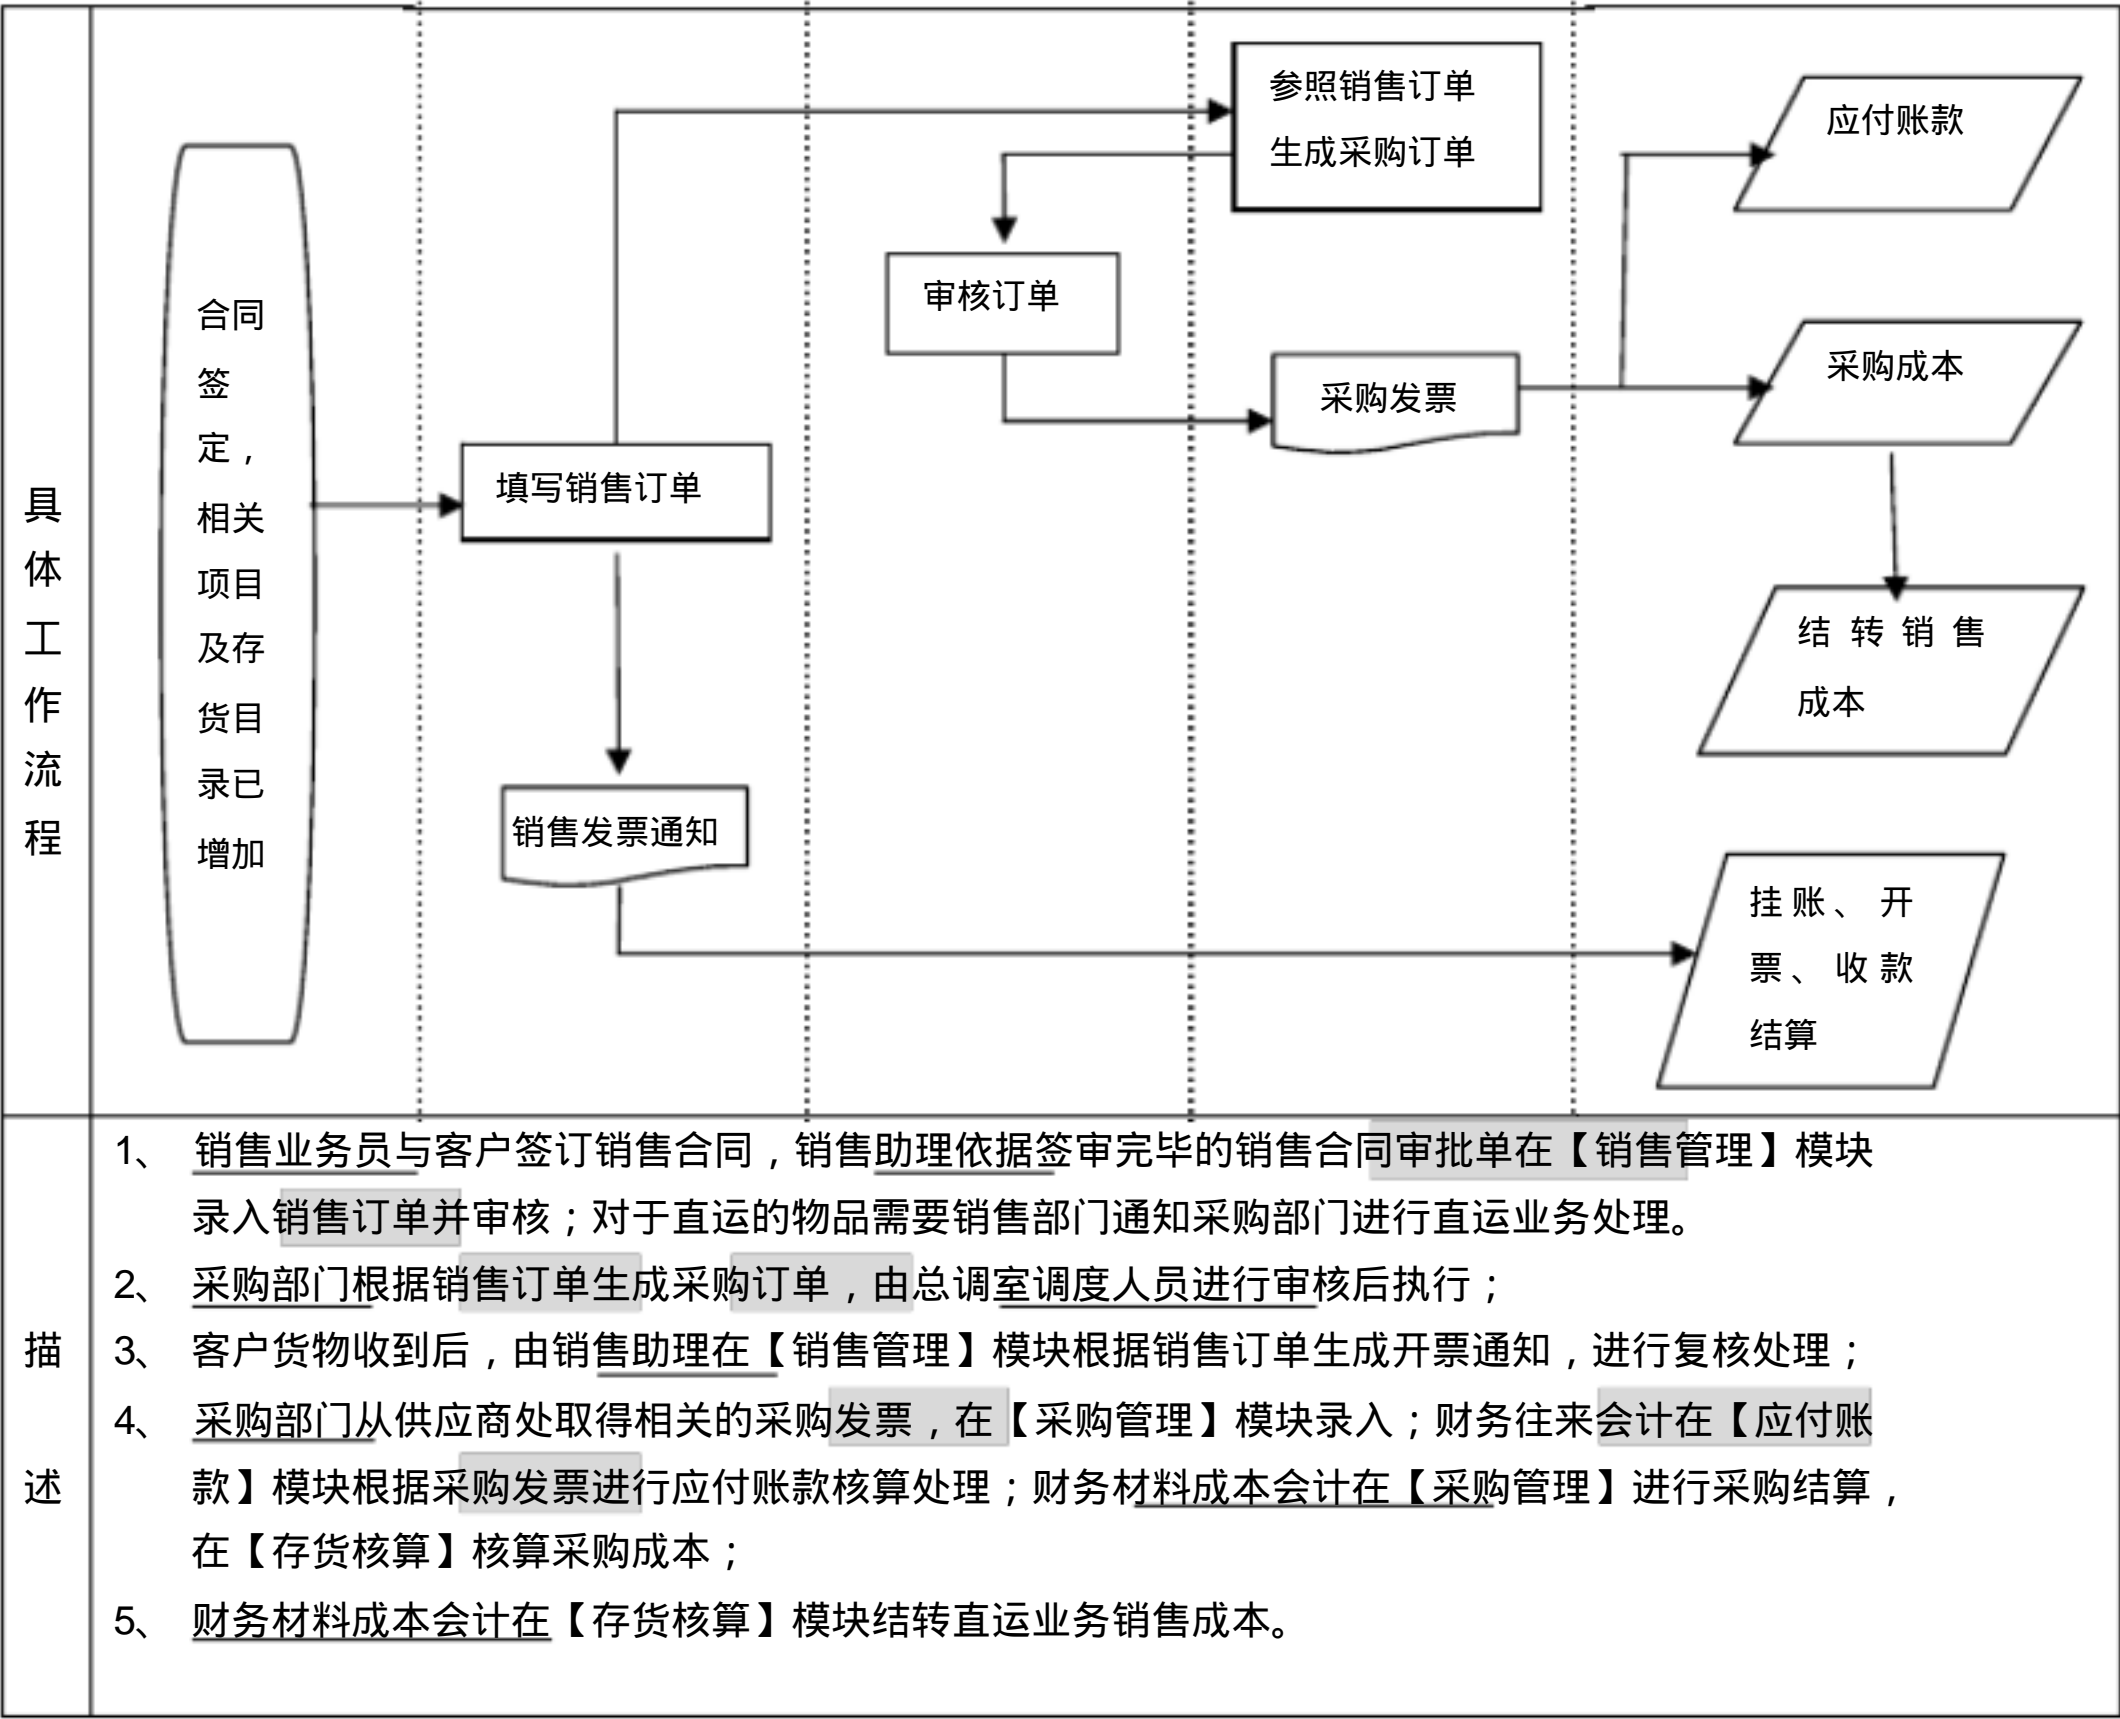 具
体
工
作
流
程
合同
签
定，
相关
项目
及存
货目
录已
增加
填写销售订单
销售发票通知
审核订单
参照销售订单
生成采购订单
采购发票
应付账款
采购成本
结转销售
成本
挂账、开
票、收款
结算
描
述
1、 销售业务员与客户签订销售合同，销售助理依据签审完毕的销售合同审批单在【销售管理】模块
录入销售订单并审核；对于直运的物品需要销售部门通知采购部门进行直运业务处理。
2、 采购部门根据销售订单生成采购订单，由总调室调度人员进行审核后执行；
3、 客户货物收到后，由销售助理在【销售管理】模块根据销售订单生成开票通知，进行复核处理；
4、 采购部门从供应商处取得相关的采购发票，在【采购管理】模块录入；财务往来会计在【应付账
款】模块根据采购发票进行应付账款核算处理；财务材料成本会计在【采购管理】进行采购结算，
在【存货核算】核算采购成本；
5、 财务材料成本会计在【存货核算】模块结转直运业务销售成本。